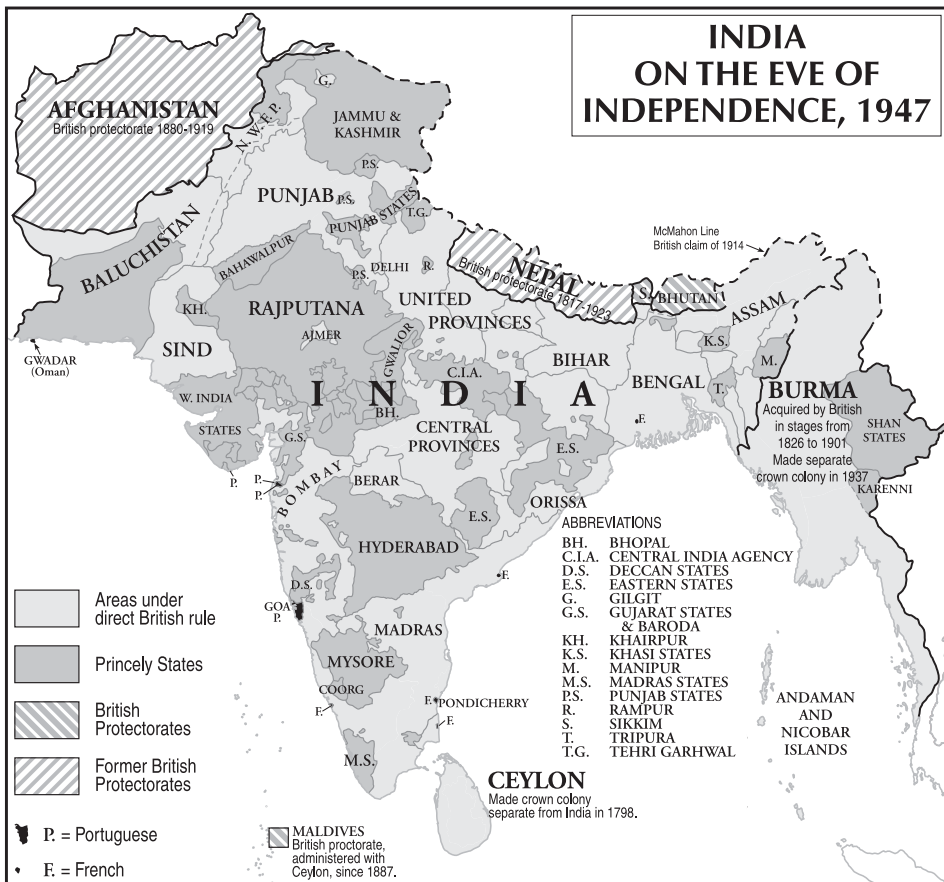 INDIA
ON THE EVE OF
INDEPENDENCE, 1947
AFGHANISTAN
British protectorate 1880-1919
N. W. F. P.
G.
JAMMU &
KASHMIR
P.S.
PUNJAB
P.S.
PUNJAB STATES
T.G.
BALUCHISTAN
BAHAWALPUR
P.S.
DELHI
R.
NEPAL
British protectorate 1817-1923
McMahon Line
British claim of 1914
S.
BHUTAN
ASSAM
KH.
RAJPUTANA
AJMER
UNITED
PROVINCES
GWALIOR
SIND
GWADAR
(Oman)
BIHAR
K.S.
M.
C.I.A.
BENGAL
T.
INDIA
W. INDIA
STATES
BH.
G.S.
CENTRAL
PROVINCES
E.S.
F.
BURMA
Acquired by British
in stages from
1826 to 1901
Made separate
crown colony in 1937
SHAN
STATES
KARENNI
P.
P.
P.
BOMBAY
BERAR
E.S.
ORISSA
HYDERABAD
D.S.
GOA
P.
F.
MADRAS
MYSORE
COORG
F.
F.
PONDICHERRY
F.
M.S.
ABBREVIATIONS
BH. BHOPAL
C.I.A. CENTRAL INDIA AGENCY
D.S. DECCAN STATES
E.S. EASTERN STATES
G. GILGIT
G.S. GUJARAT STATES
& BARODA
KH. KHAIRPUR
K.S. KHASI STATES
M. MANIPUR
M.S. MADRAS STATES
P.S. PUNJAB STATES
R. RAMPUR
S. SIKKIM
T. TRIPURA
T.G. TEHRI GARHWAL
ANDAMAN
AND
NICOBAR
ISLANDS
CEYLON
Made crown colony
separate from India in 1798.
MALDIVES
British proctorate,
administered with
Ceylon, since 1887.
Areas under
direct British rule
Princely States
British
Protectorates
Former British
Protectorates
P. = Portuguese
F. = French